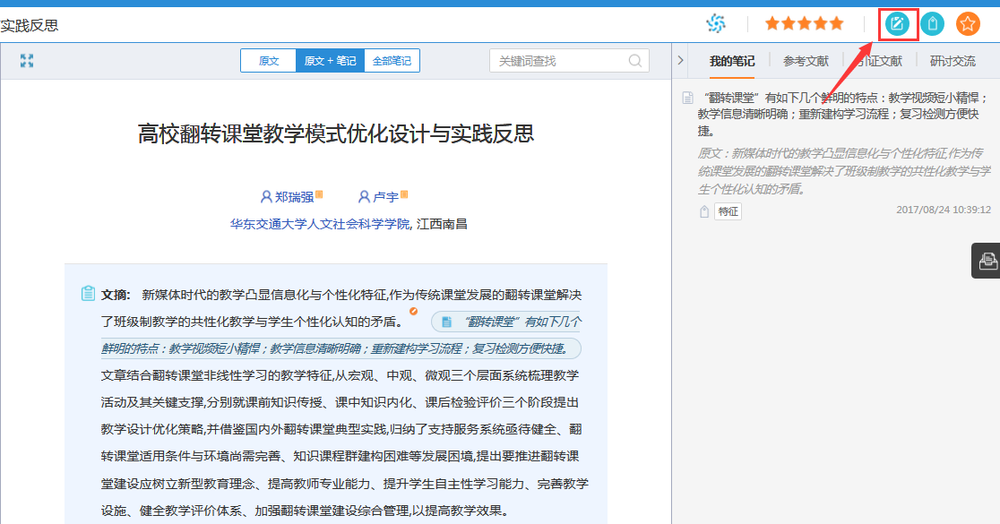 实践反思
原文
原文 + 笔记
全部笔记
关键词查找
我的笔记
参考文献
引证文献
研讨交流
高校翻转课堂教学模式优化设计与实践反思
郑瑞强
卢宇
华东交通大学人文社会科学学院, 江西南昌
文摘: 新媒体时代的教学凸显信息化与个性化特征,作为传统课堂发展的翻转课堂解决
了班级制教学的共性化教学与学生个性化认知的矛盾。 “翻转课堂”有如下几个
鲜明的特点：教学视频短小精悍；教学信息清晰明确；重新建构学习流程；复习检测方便快捷。
文章结合翻转课堂非线性学习的教学特征,从宏观、中观、微观三个层面系统梳理教学
活动及其关键支撑,分别就课前知识传授、课中知识内化、课后检验评价三个阶段提出
教学设计优化策略,并借鉴国内外翻转课堂典型实践,归纳了支持服务系统亟待健全、翻
转课堂适用条件与环境尚需完善、知识课程群建构困难等发展困境,提出要推进翻转课
堂建设应树立新型教育理念、提高教师专业能力、提升学生自主性学习能力、完善教学
设施、健全教学评价体系、加强翻转课堂建设综合管理,以提高教学效果。
“翻转课堂”有如下几个鲜明的特点：教学视频短小精悍；
教学信息清晰明确；重新建构学习流程；复习检测方便快
捷。
原文：新媒体时代的教学凸显信息化与个性化特征,作为传
统课堂发展的翻转课堂解决了班级制教学的共性化教学与学
生个性化认知的矛盾。
特征
2017/08/24 10:39:12